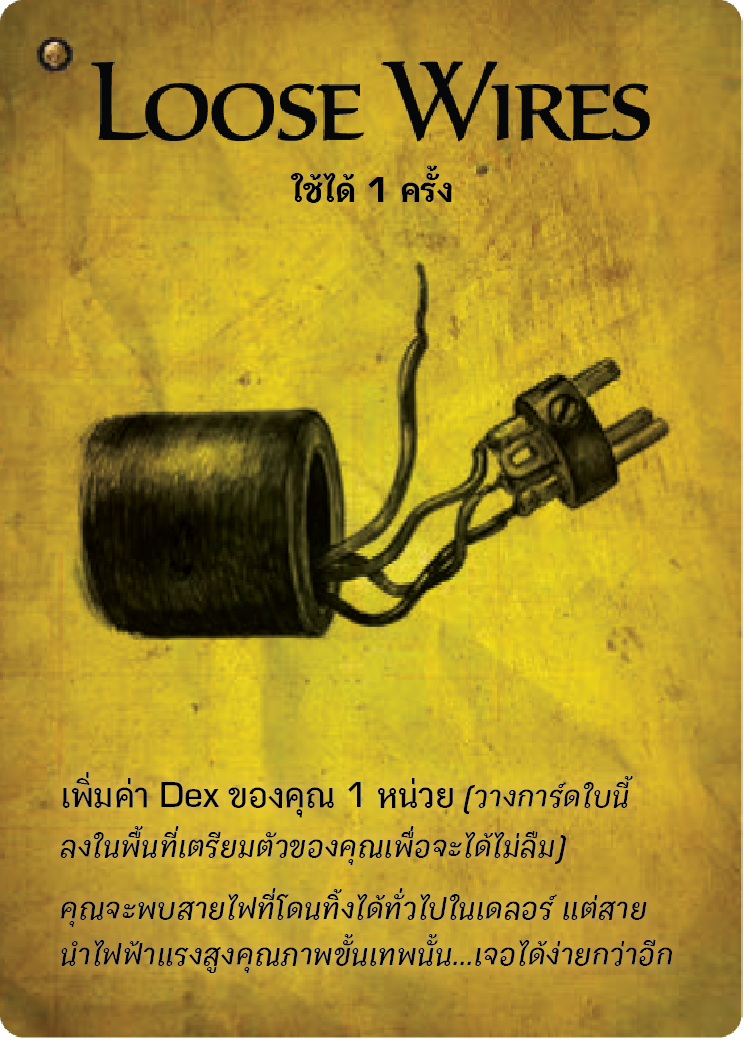 LOOSE WIRES
ใช้ได้ 1 ครั้ง
เพิ่มค่า Dex ของคุณ 1 หน่วย (วางการ์ดใบนี้
ลงในพื้นที่เตรียมตัวของคุณเพื่อจะได้ไม่ลืม)
คุณจะพบสายไฟที่โดนทิ้งได้ทั่วไปในเดลอร์ แต่สาย
นำไฟฟ้าแรงสูงคุณภาพขั้นเทพนั้น...เจอได้ง่ายกว่าอีก